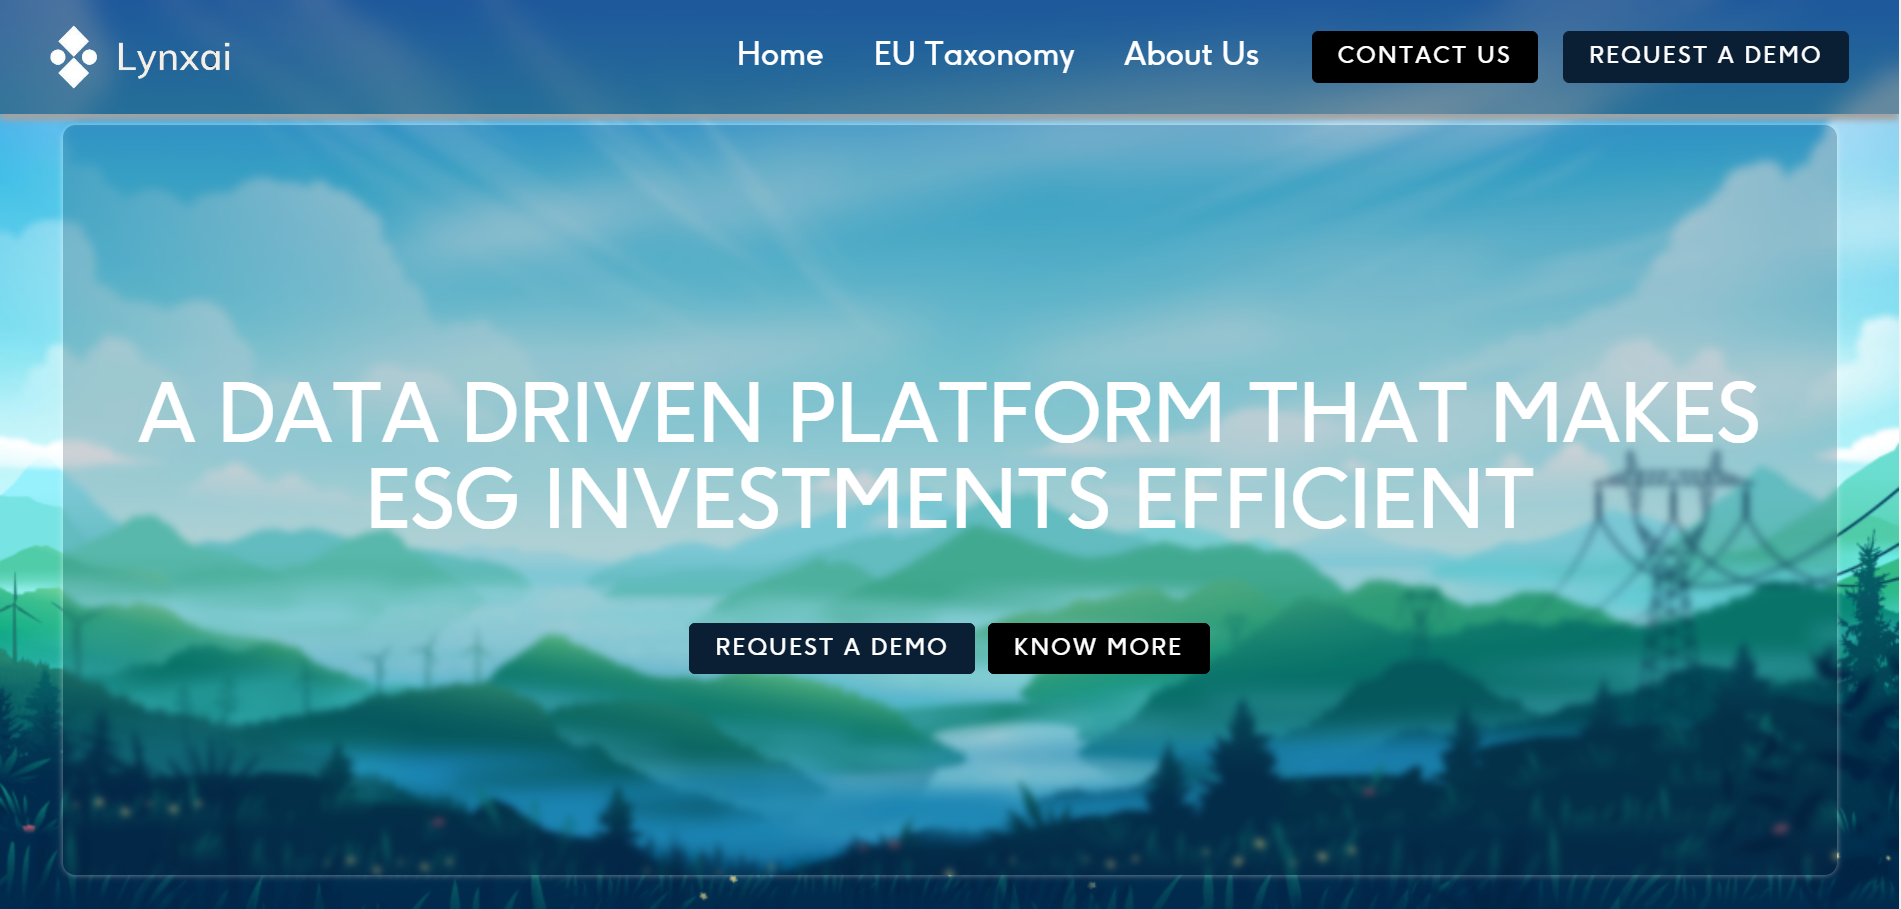 Lynxai
Home
EU Taxonomy
About Us
CONTACT US
REQUEST A DEMO
A DATA DRIVEN PLATFORM THAT MAKES
ESG INVESTMENTS EFFICIENT
REQUEST A DEMO
KNOW MORE